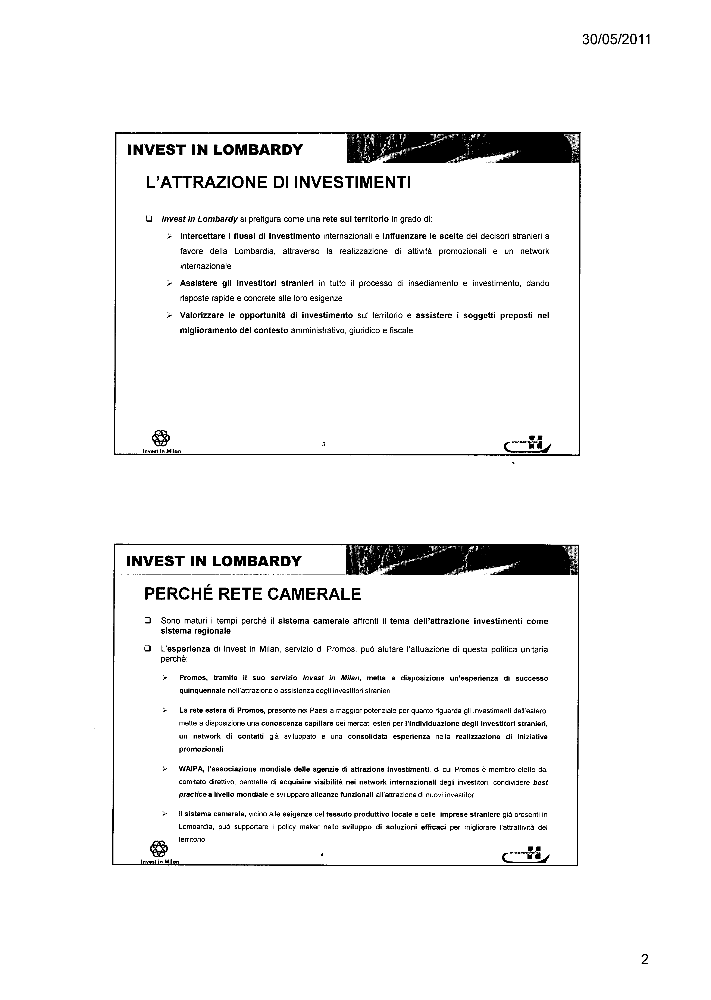 30/05/2011
INVEST IN LOMBARDY
L'ATTRAZIONE DI INVESTIMENTI
❑ Invest in Lombardy si prefigura come una rete sul territorio in grado di:
➢ Intercettare i flussi di investimento internazionali e influenzare le scelte dei decisori stranieri a
favore della Lombardia, attraverso la realizzazione di attività promozionali e un network
internazionale
➢ Assistere gli investitori stranieri in tutto il processo di insediamento e investimento, dando
risposte rapide e concrete alle loro esigenze
➢ Valorizzare le opportunità di investimento sul territorio e assistere i soggetti preposti nel
miglioramento del contesto amministrativo, giuridico e fiscale
Invest in Milan
3
unioncamerelombardia
INVEST IN LOMBARDY
PERCHÉ RETE CAMERALE
❑ Sono maturi i tempi perché il sistema camerale affronti il tema dell'attrazione investimenti come
sistema regionale
❑ L'esperienza di Invest in Milan, servizio di Promos, può aiutare l'attuazione di questa politica unitaria
perchè:
➢ Promos, tramite il suo servizio Invest in Milan, mette a disposizione un'esperienza di successo
quinquennale nell'attrazione e assistenza degli investitori stranieri
➢ La rete estera di Promos, presente nei Paesi a maggior potenziale per quanto riguarda gli investimenti dall'estero,
mette a disposizione una conoscenza capillare dei mercati esteri per l'individuazione degli investitori stranieri,
un network di contatti già sviluppato e una consolidata esperienza nella realizzazione di iniziative
promozionali
➢ WAIPA, l'associazione mondiale delle agenzie di attrazione investimenti, di cui Promos è membro eletto del
comitato direttivo, permette di acquisire visibilità nei network internazionali degli investitori, condividere best
practice a livello mondiale e sviluppare alleanze funzionali all'attrazione di nuovi investitori
➢ Il sistema camerale, vicino alle esigenze del tessuto produttivo locale e delle imprese straniere già presenti in
Lombardia, può supportare i policy maker nello sviluppo di soluzioni efficaci per migliorare l'attrattività del
territorio
Invest in Milan
4
unioncamerelombardia
2